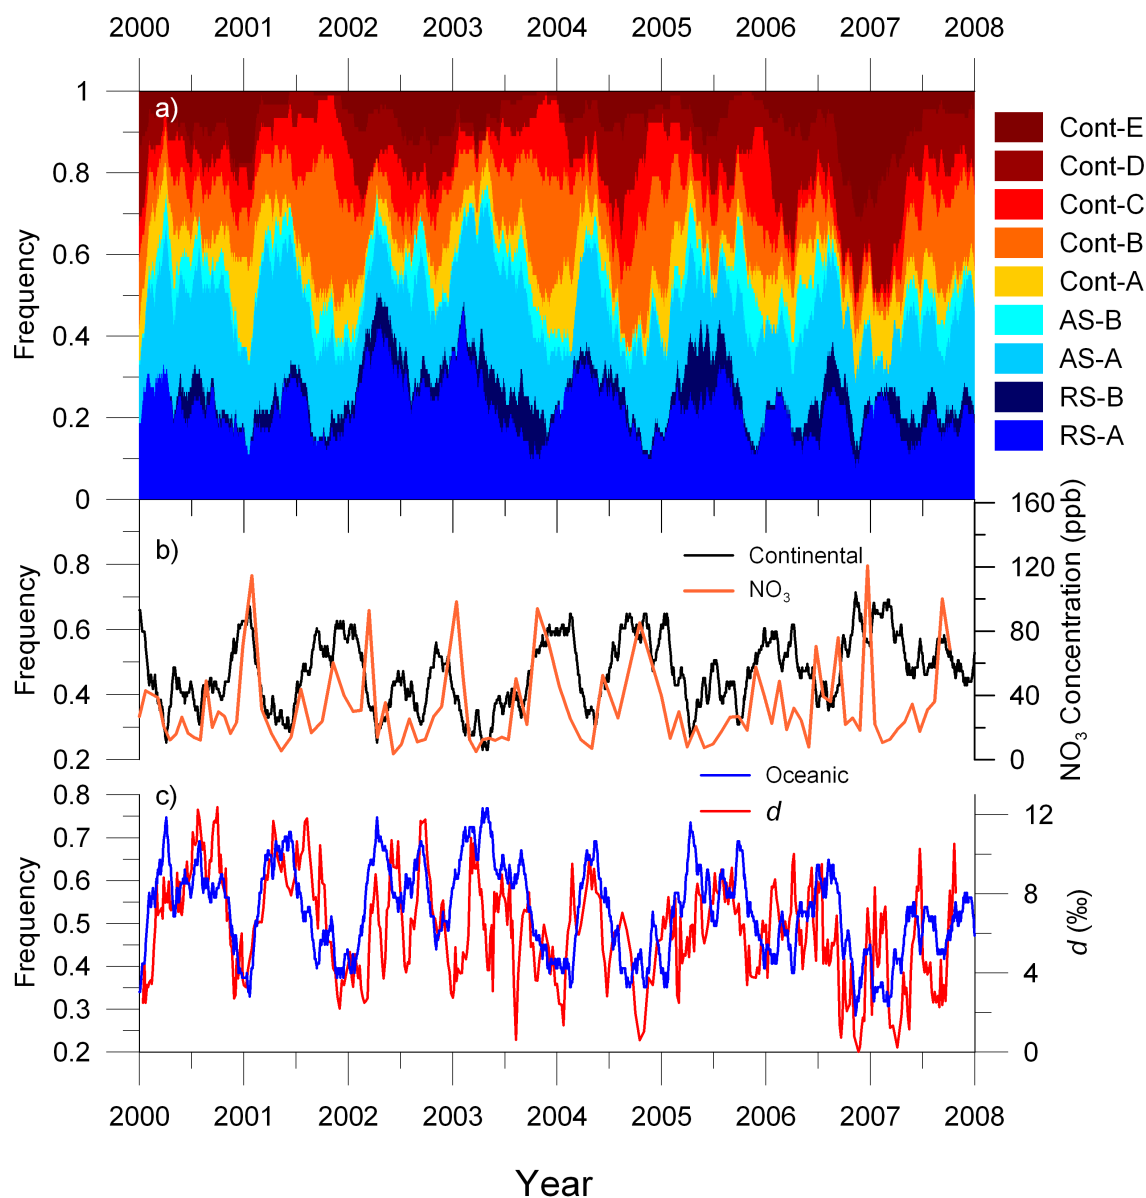 2000 2001 2002 2003 2004 2005 2006 2007 2008
a)
1
0.8
0.6
0.4
0.2
0
Frequency
Cont-E
Cont-D
Cont-C
Cont-B
Cont-A
AS-B
AS-A
RS-B
RS-A
b)
0.8
0.6
0.4
0.2
Frequency
Continental
NO₃
160
120
80
40
0
NO₃ Concentration (ppb)
c)
Oceanic
d
0.8
0.7
0.6
0.5
0.4
0.3
0.2
Frequency
12
8
4
0
d (‰)
2000 2001 2002 2003 2004 2005 2006 2007 2008
Year